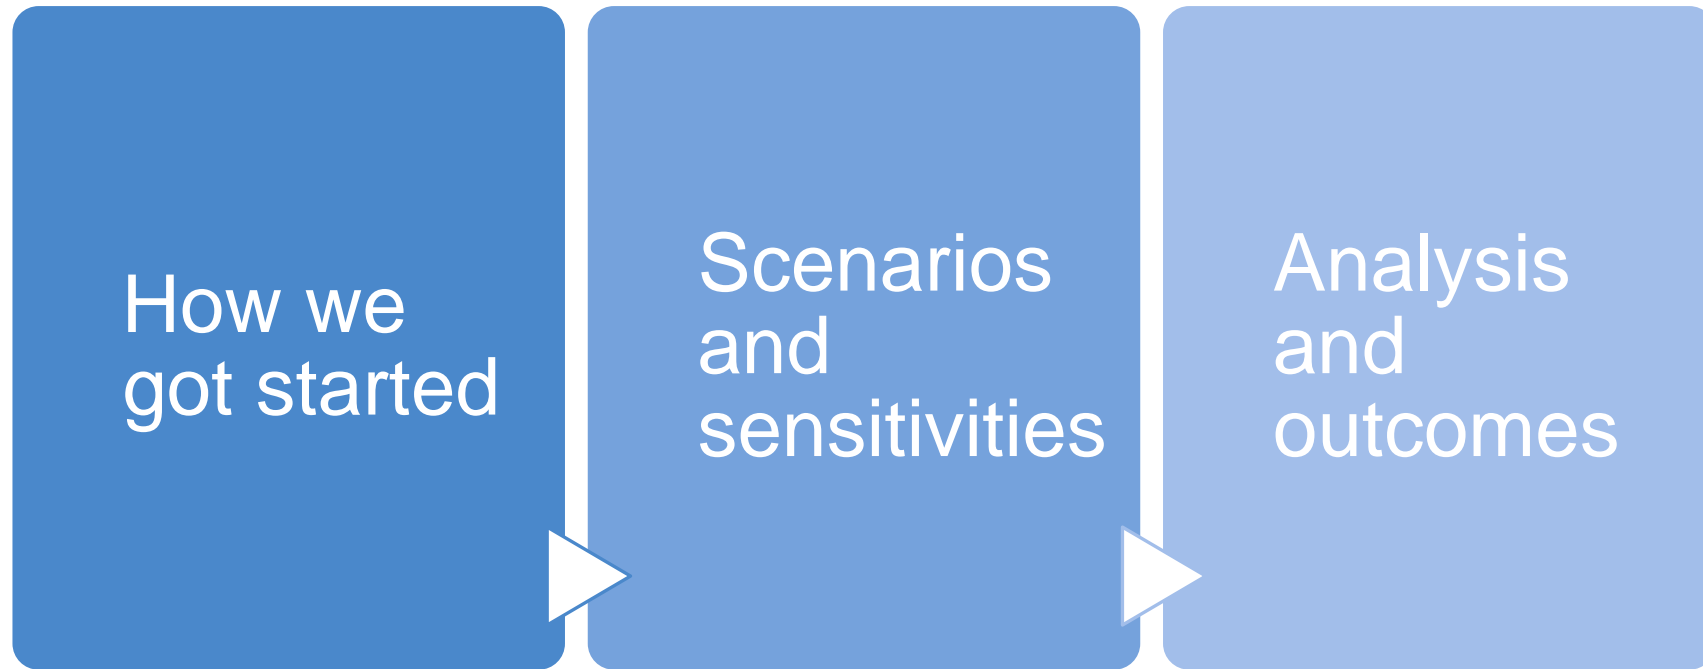 How we
got started
Scenarios
and
sensitivities
Analysis
and
outcomes